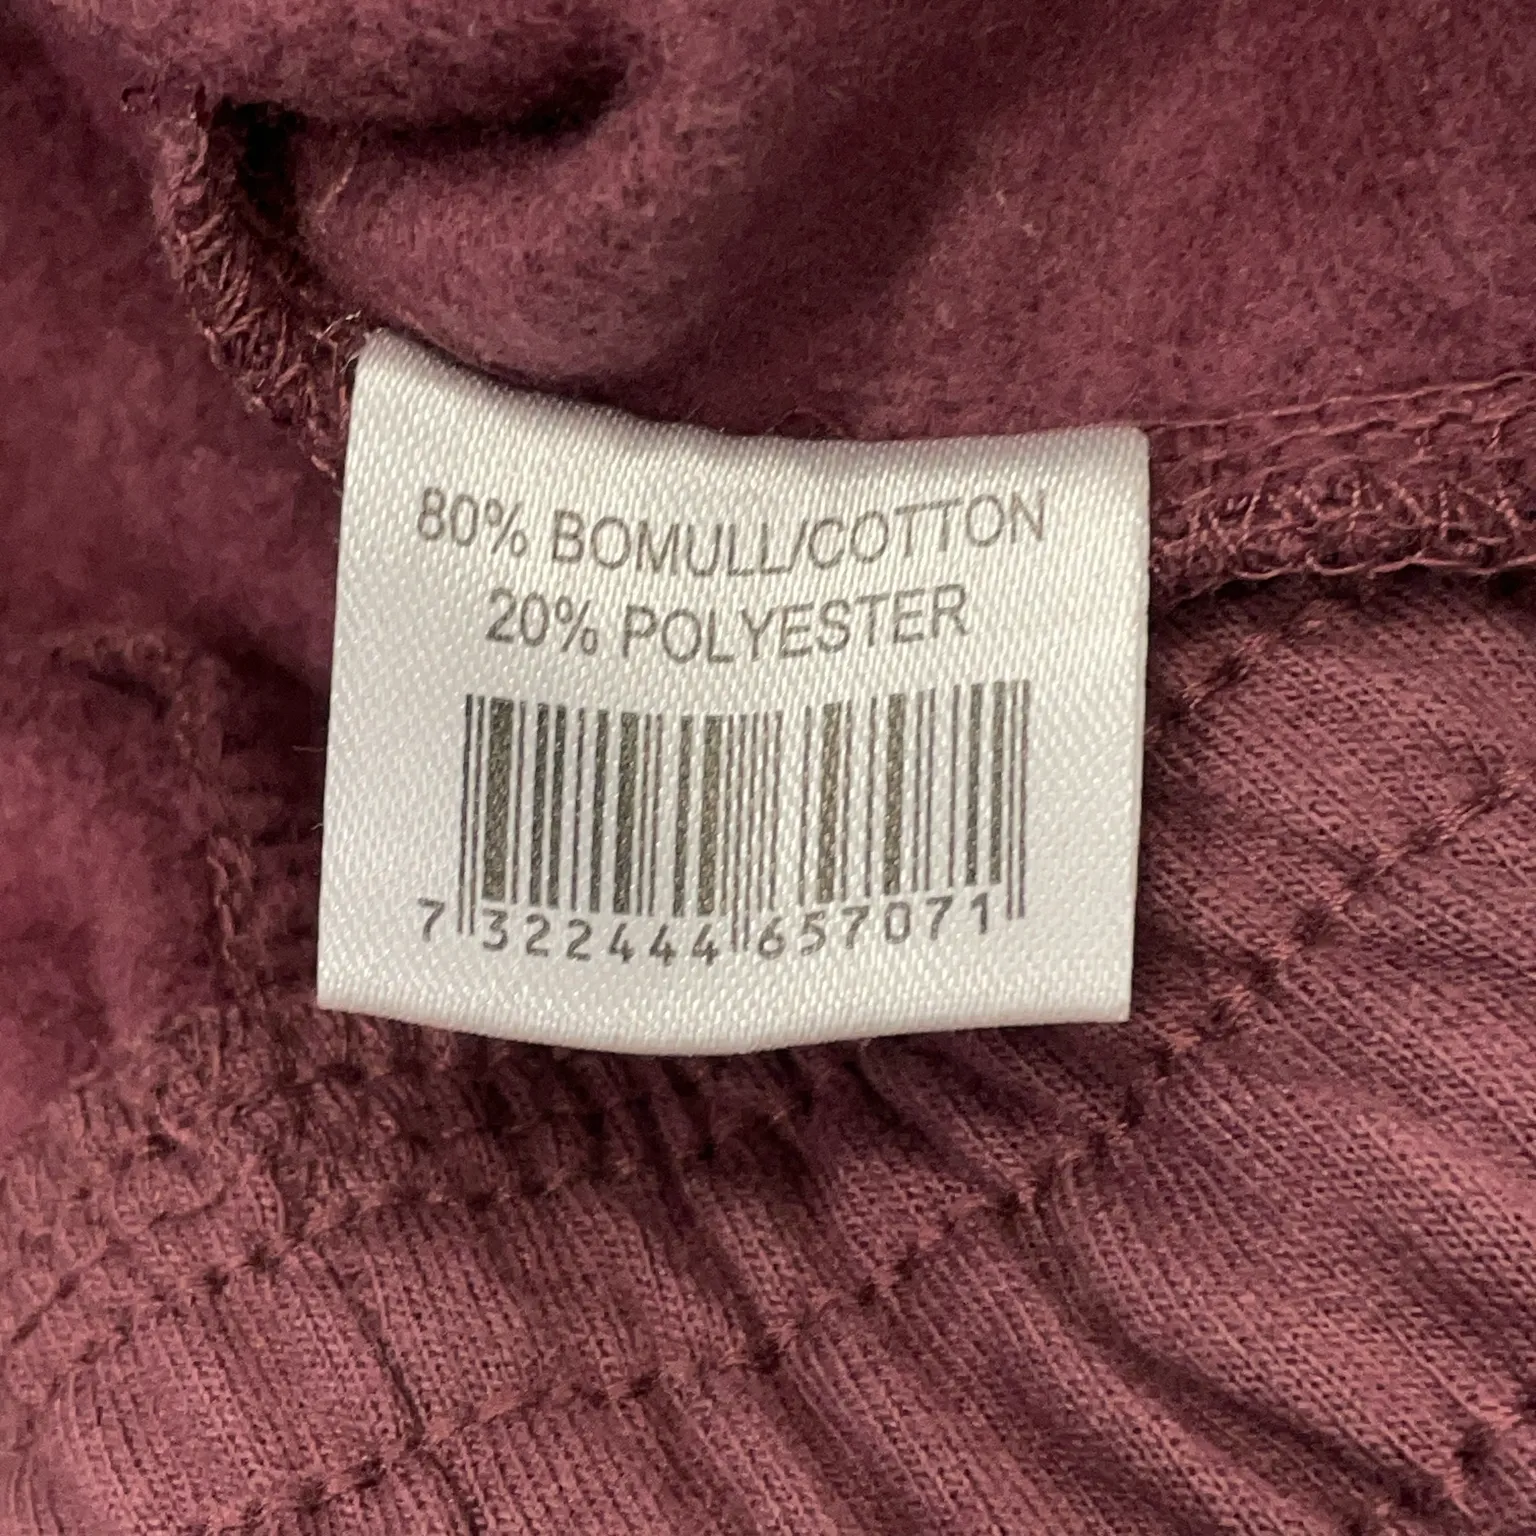 80% BOMULL/COTTON
20% POLYESTER
7 322444 657071